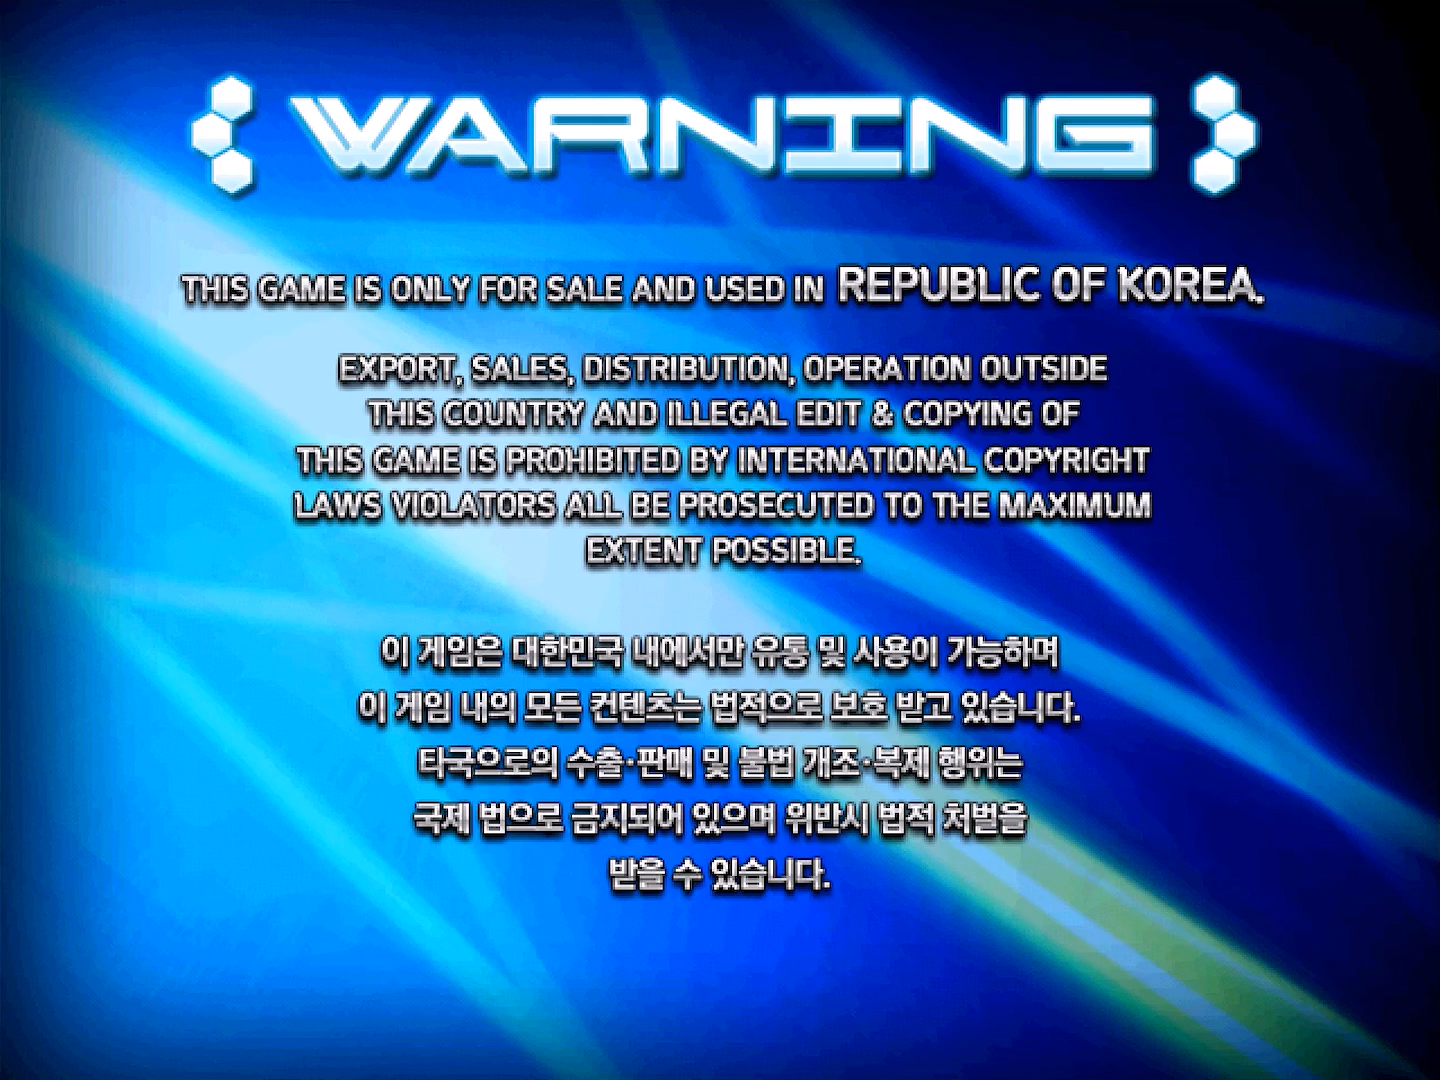 WARNING
THIS GAME IS ONLY FOR SALE AND USED IN REPUBLIC OF KOREA.
EXPORT, SALES, DISTRIBUTION, OPERATION OUTSIDE
THIS COUNTRY AND ILLEGAL EDIT & COPYING OF
THIS GAME IS PROHIBITED BY INTERNATIONAL COPYRIGHT
LAWS VIOLATORS ALL BE PROSECUTED TO THE MAXIMUM
EXTENT POSSIBLE.
이 게임은 대한민국 내에서만 유통 및 사용이 가능하며
이 게임 내의 모든 컨텐츠는 법적으로 보호 받고 있습니다.
타국으로의 수출·판매 및 불법 개조·복제 행위는
국제 법으로 금지되어 있으며 위반시 법적 처벌을
받을 수 있습니다.